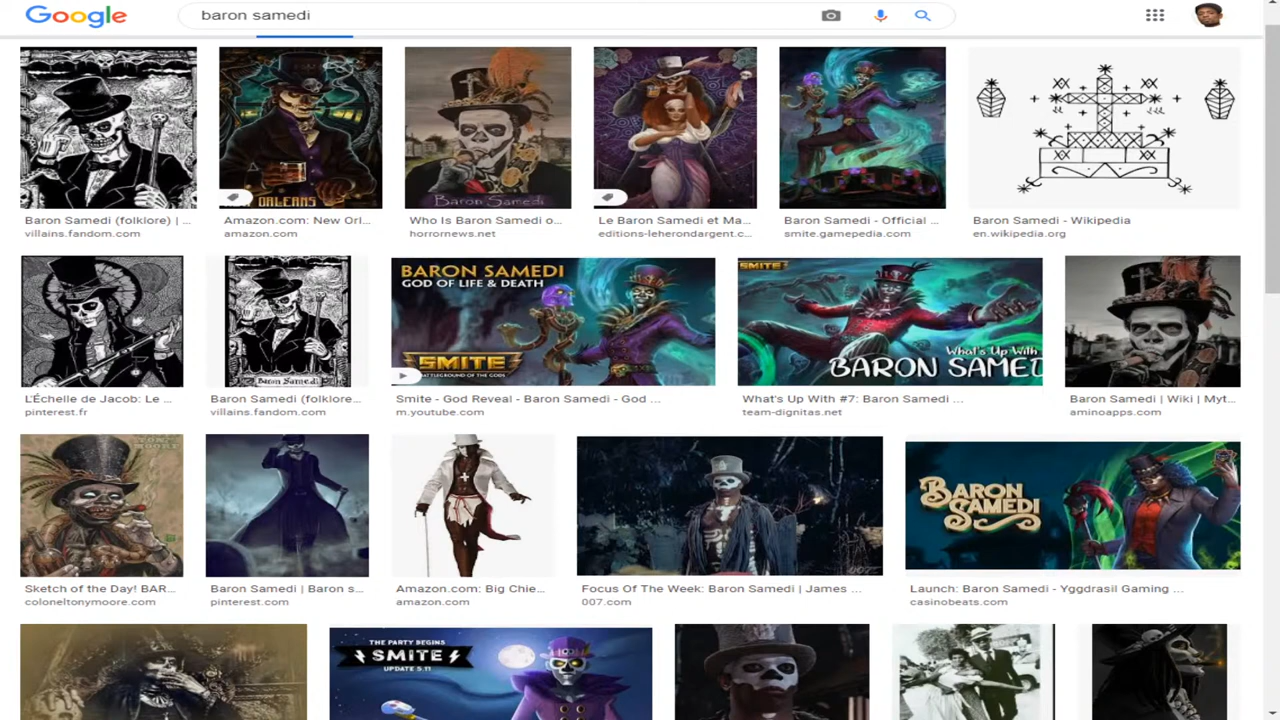 Google
baron samedi
ORLEANS
Baron Samedi
Baron Samedi (folklore) | ...
villains.fandom.com
Amazon.com: New Orl...
amazon.com
Who Is Baron Samedi o...
horrornews.net
Le Baron Samedi et Ma...
editions-leherondargent.c...
Baron Samedi - Official ...
smite.gamepedia.com
Baron Samedi - Wikipedia
en.wikipedia.org
Baron Samedi
BARON SAMEDI
GOD OF LIFE & DEATH
SMITE
BATTLEGROUND OF THE GODS
SMITE
What's Up With
BARON SAMEDI
L'Échelle de Jacob: Le ...
pinterest.fr
Baron Samedi (folklore...
villains.fandom.com
Smite - God Reveal - Baron Samedi - God ...
m.youtube.com
What's Up With #7: Baron Samedi ...
team-dignitas.net
Baron Samedi | Wiki | Myt...
aminoapps.com
TONY
MOORE
007
BARON
SAMEDI
Sketch of the Day! BAR...
coloneltonymoore.com
Baron Samedi | Baron s...
pinterest.com
Amazon.com: Big Chie...
amazon.com
Focus Of The Week: Baron Samedi | James ...
007.com
Launch: Baron Samedi - Yggdrasil Gaming ...
casinobeats.com
THE PARTY BEGINS
SMITE
UPDATE 5.11